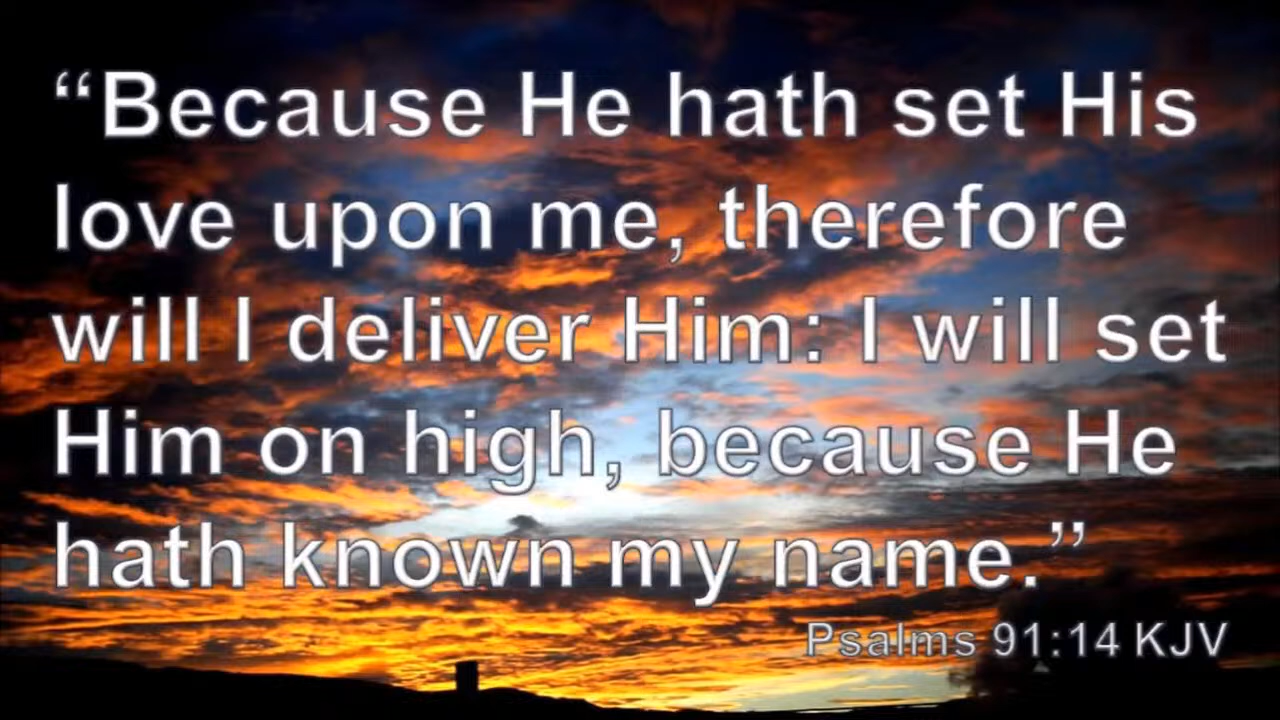 “Because He hath set His
love upon me, therefore
will I deliver Him: I will set
Him on high, because He
hath known my name.”
Psalms 91:14 KJV